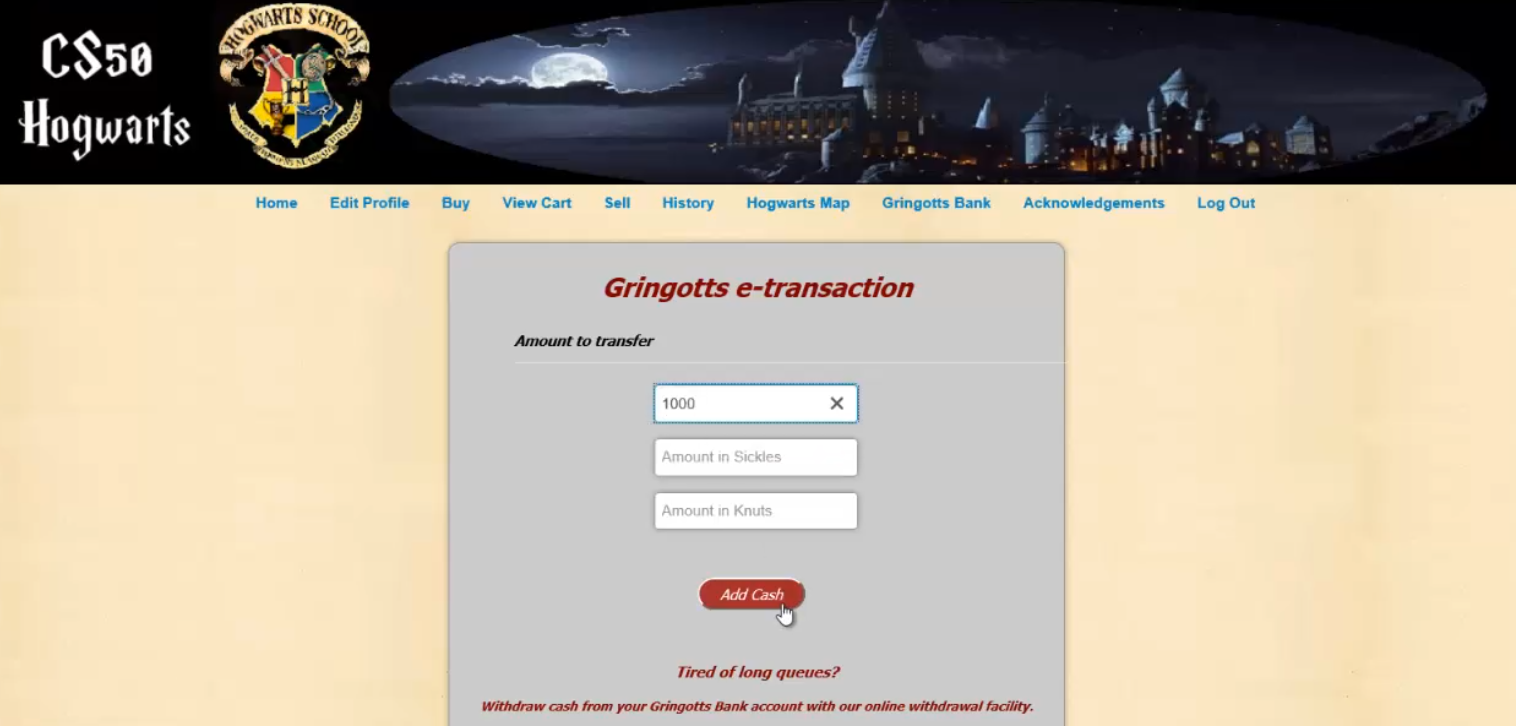 CS50
Hogwarts
HOGWARTS SCHOOL
H
Home Edit Profile Buy View Cart Sell History Hogwarts Map Gringotts Bank Acknowledgements Log Out
Gringotts e-transaction
Amount to transfer
1000
Amount in Sickles
Amount in Knuts
Add Cash
Tired of long queues?
Withdraw cash from your Gringotts Bank account with our online withdrawal facility.